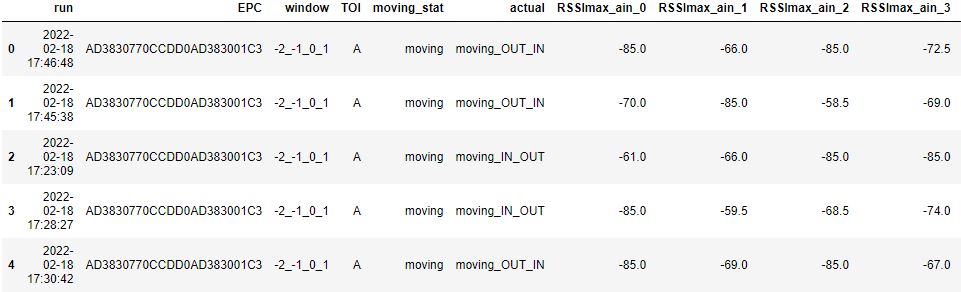 run EPC window TOI moving_stat actual RSSImax_ain_0 RSSImax_ain_1 RSSImax_ain_2 RSSImax_ain_3
2022-
0 02-18 AD3830770CCDD0AD383001C3 -2_-1_0_1 A moving moving_OUT_IN -85.0 -66.0 -85.0 -72.5
17:46:48
2022-
1 02-18 AD3830770CCDD0AD383001C3 -2_-1_0_1 A moving moving_OUT_IN -70.0 -85.0 -58.5 -69.0
17:45:38
2022-
2 02-18 AD3830770CCDD0AD383001C3 -2_-1_0_1 A moving moving_IN_OUT -61.0 -66.0 -85.0 -85.0
17:23:09
2022-
3 02-18 AD3830770CCDD0AD383001C3 -2_-1_0_1 A moving moving_IN_OUT -85.0 -59.5 -68.5 -74.0
17:28:27
2022-
4 02-18 AD3830770CCDD0AD383001C3 -2_-1_0_1 A moving moving_OUT_IN -85.0 -69.0 -85.0 -67.0
17:30:42